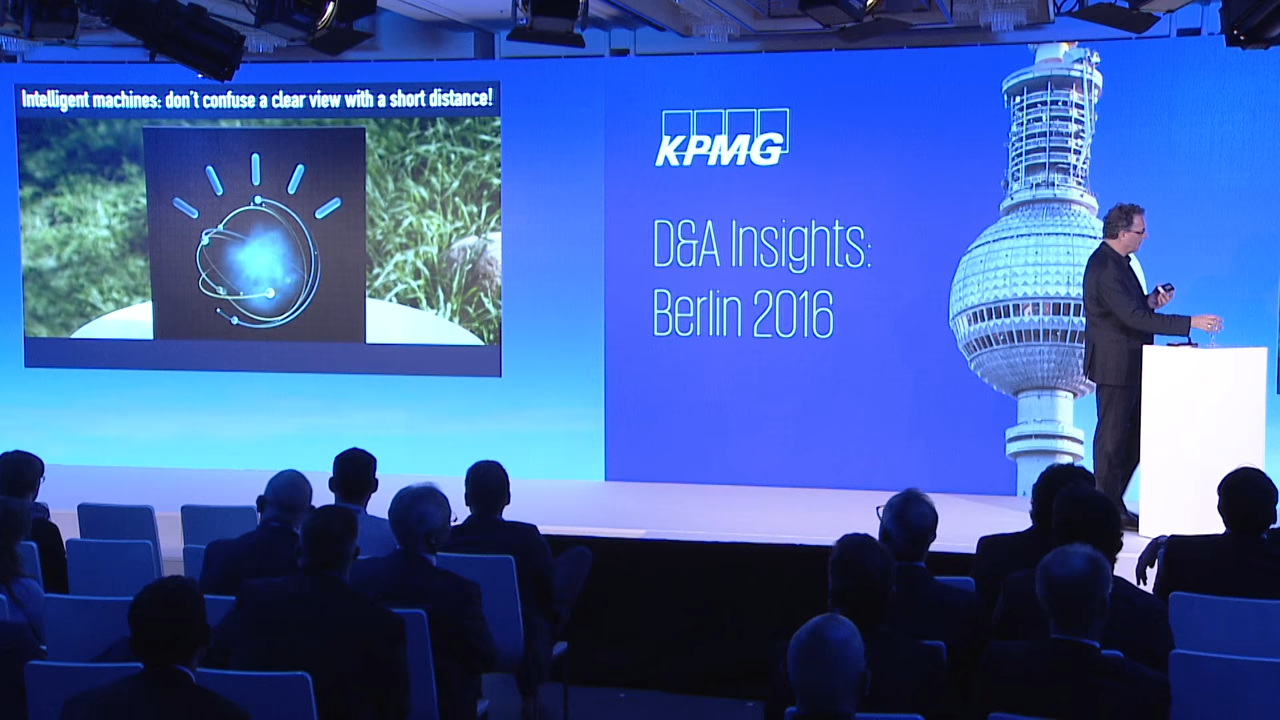 Intelligent machines: don´t confuse a clear view with a short distance!
KPMG
D&A Insights:
Berlin 2016